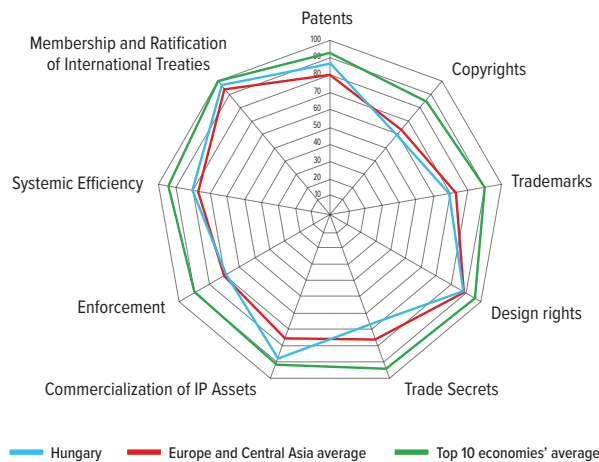 Patents
Membership and Ratification
of International Treaties
Copyrights
Systemic Efficiency
Trademarks
Enforcement
Design rights
Commercialization of IP Assets
Trade Secrets
100
90
80
70
60
50
40
30
20
10
Hungary
Europe and Central Asia average
Top 10 economies’ average